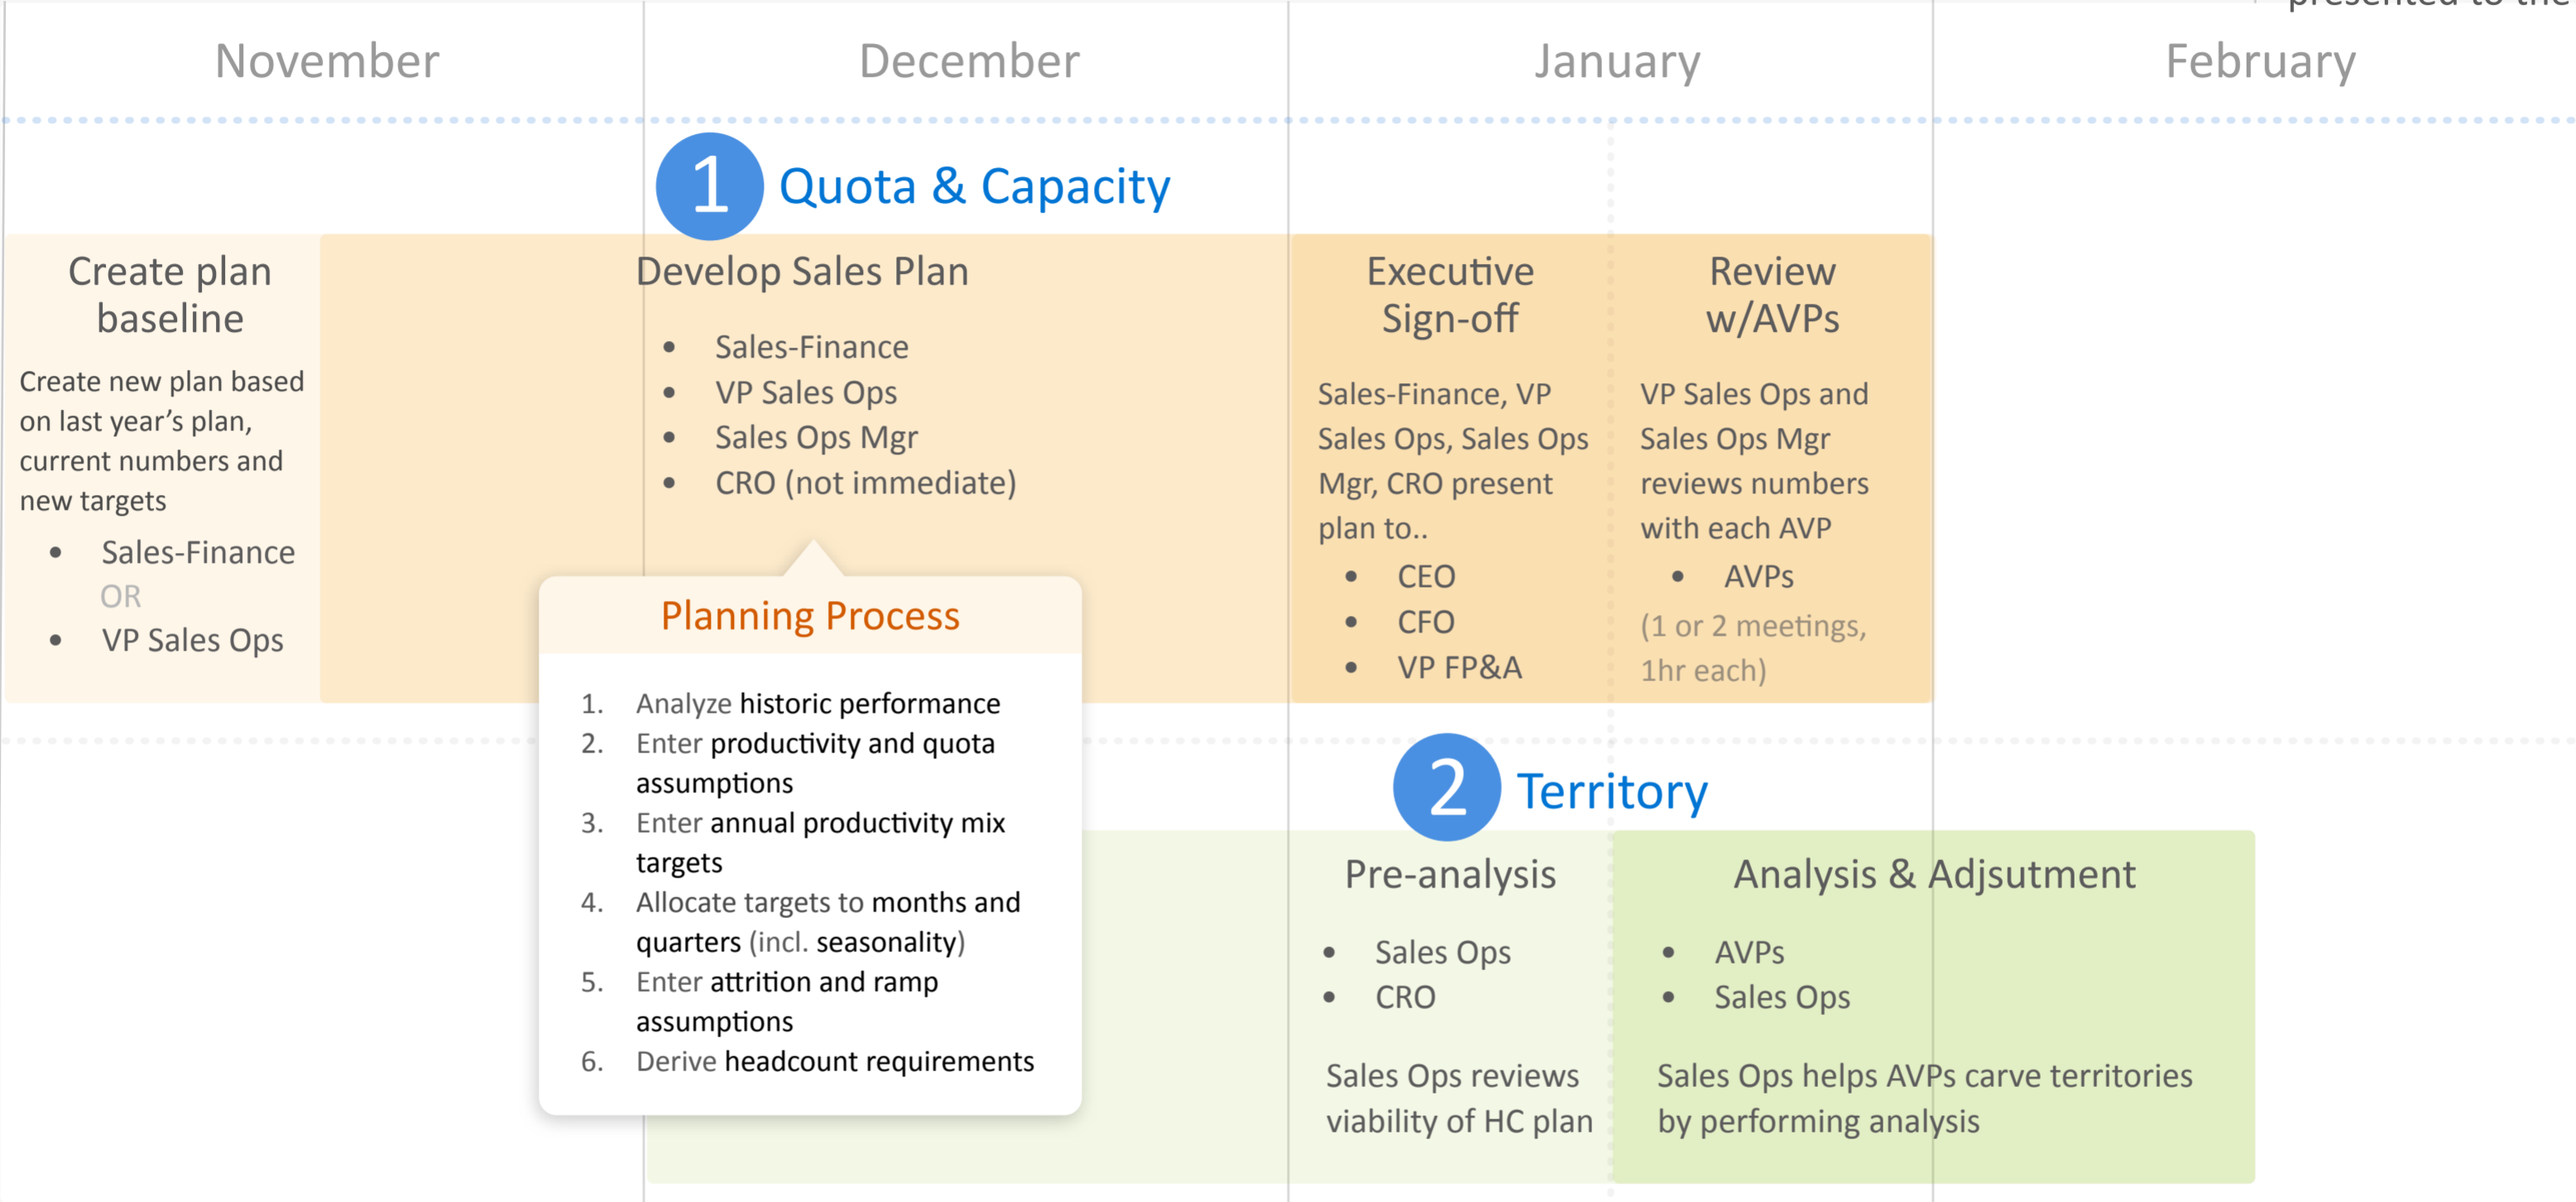 presented to the
November
December
January
February
1
Quota & Capacity
Create plan
baseline
Create new plan based
on last year’s plan,
current numbers and
new targets
• Sales-Finance
OR
• VP Sales Ops
Develop Sales Plan
• Sales-Finance
• VP Sales Ops
• Sales Ops Mgr
• CRO (not immediate)
Executive
Sign-off
Sales-Finance, VP
Sales Ops, Sales Ops
Mgr, CRO present
plan to..
• CEO
• CFO
• VP FP&A
Review
w/AVPs
VP Sales Ops and
Sales Ops Mgr
reviews numbers
with each AVP
• AVPs
(1 or 2 meetings,
1hr each)
Planning Process
1. Analyze historic performance
2. Enter productivity and quota
assumptions
3. Enter annual productivity mix
targets
4. Allocate targets to months and
quarters (incl. seasonality)
5. Enter attrition and ramp
assumptions
6. Derive headcount requirements
2
Territory
Pre-analysis
• Sales Ops
• CRO
Sales Ops reviews
viability of HC plan
Analysis & Adjsutment
• AVPs
• Sales Ops
Sales Ops helps AVPs carve territories
by performing analysis